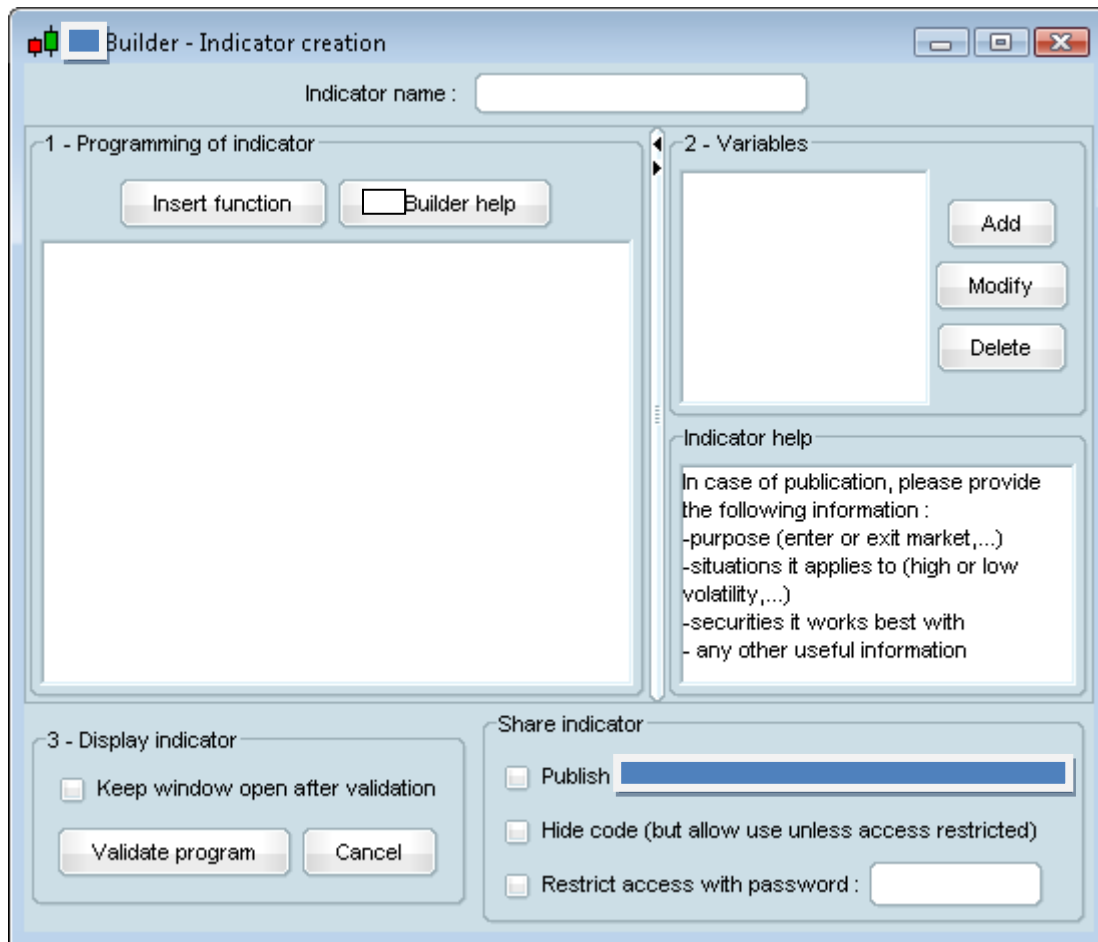 Builder - Indicator creation
Indicator name :
1 - Programming of indicator
Insert function
Builder help
2 - Variables
Add
Modify
Delete
Indicator help
In case of publication, please provide
the following information :
-purpose (enter or exit market,...)
-situations it applies to (high or low
volatility,...)
-securities it works best with
- any other useful information
3 - Display indicator
Keep window open after validation
Validate program
Cancel
Share indicator
Publish
Hide code (but allow use unless access restricted)
Restrict access with password :